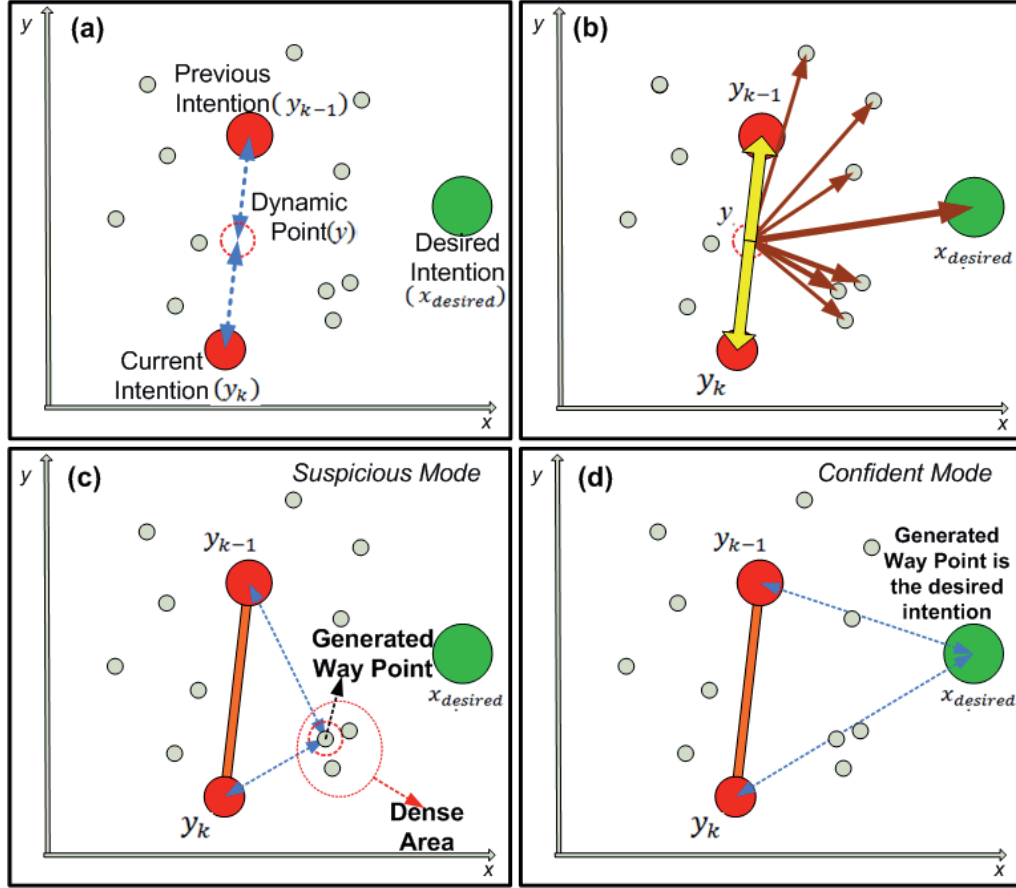 y
(a)
Previous
Intention(y_{k-1})
Dynamic
Point(y)
Desired
Intention
(x_{desired})
Current
Intention(y_k)
x
y
(b)
y_{k-1}
y
x_{desired}
y_k
x
y
(c)
Suspicious Mode
y_{k-1}
Generated
Way Point
x_{desired}
y_k
Dense
Area
x
y
(d)
Confident Mode
y_{k-1}
Generated
Way Point is
the desired
intention
x_{desired}
y_k
x